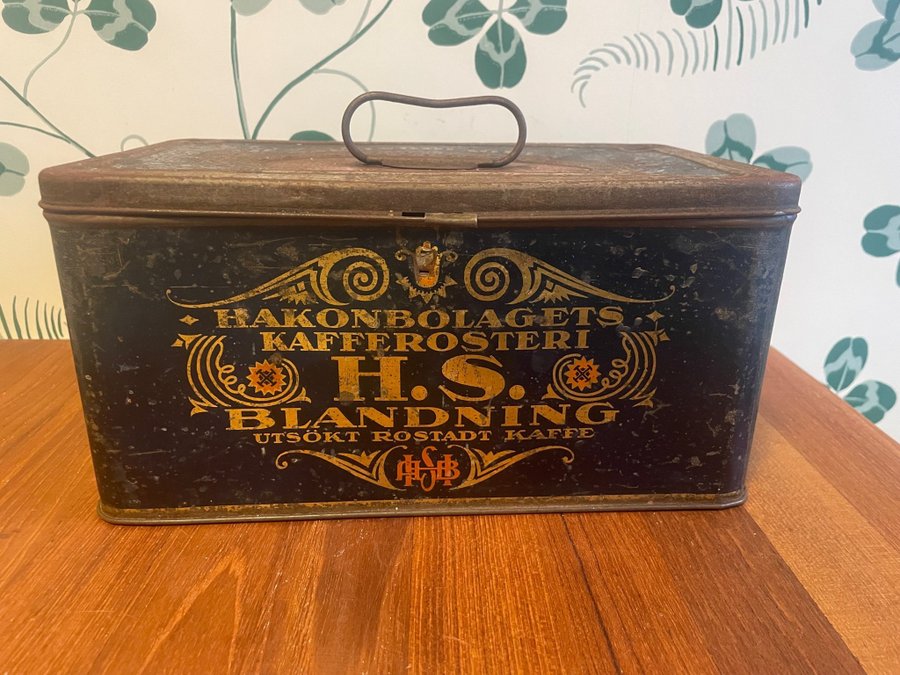 HAKONBOLAGETS
KAFFEROSTERI
H.S.
BLANDNING
UTSÖKT ROSTADT KAFFE